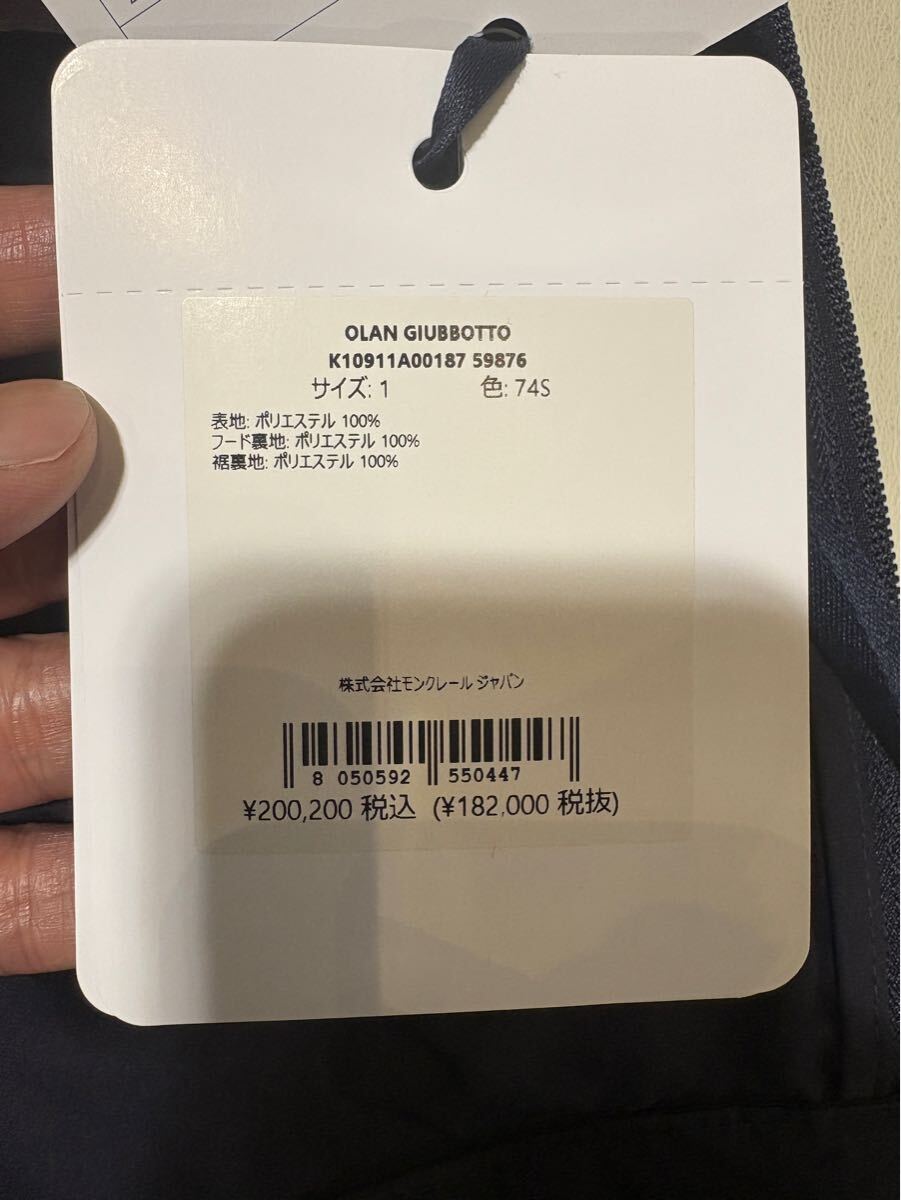 OLAN GIUBBOTTO
K10911A00187 59876
サイズ: 1 色: 74S
表地: ポリエステル 100%
フード裏地: ポリエステル 100%
裾裏地: ポリエステル 100%
株式会社モンクレール ジャパン
8 050592 550447
¥200,200 税込 (¥182,000 税抜)